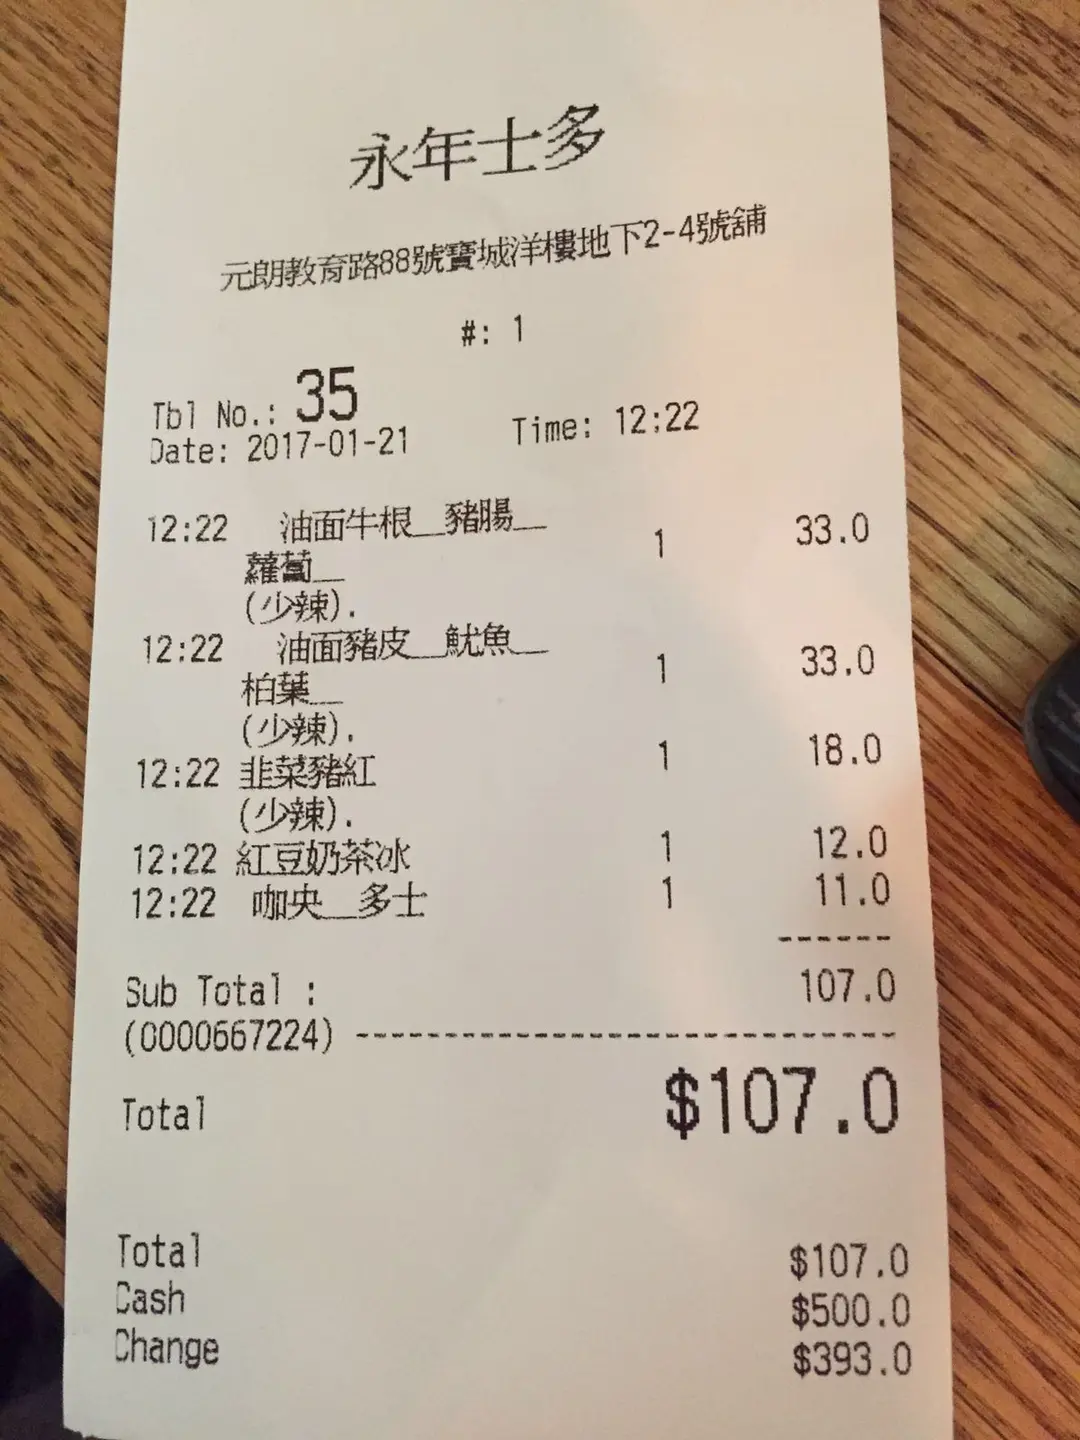 永年士多
元朗教育路88號寶城洋樓地下2-4號舖
#: 1
Tbl No.: 35
Date: 2017-01-21 Time: 12:22
12:22 油面牛根__豬腸__ 1 33.0
蘿蔔__
(少辣).
12:22 油面豬皮__魷魚__ 1 33.0
柏葉__
(少辣).
12:22 韭菜豬紅 1 18.0
(少辣).
12:22 紅豆奶茶冰 1 12.0
12:22 咖央__多士 1 11.0
------
Sub Total : 107.0
(0000667224) ------------------------------
Total $107.0
Total $107.0
Cash $500.0
Change $393.0